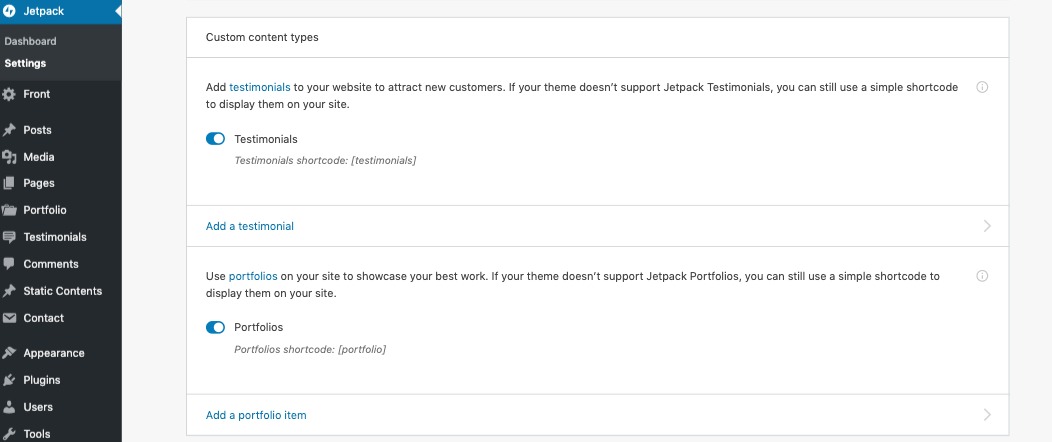 Jetpack
Dashboard
Settings
Front
Posts
Media
Pages
Portfolio
Testimonials
Comments
Static Contents
Contact
Appearance
Plugins
Users
Tools
Custom content types
Add testimonials to your website to attract new customers. If your theme doesn't support Jetpack Testimonials, you can still use a simple shortcode
to display them on your site.
Testimonials
Testimonials shortcode: [testimonials]
Add a testimonial
Use portfolios on your site to showcase your best work. If your theme doesn't support Jetpack Portfolios, you can still use a simple shortcode to
display them on your site.
Portfolios
Portfolios shortcode: [portfolio]
Add a portfolio item